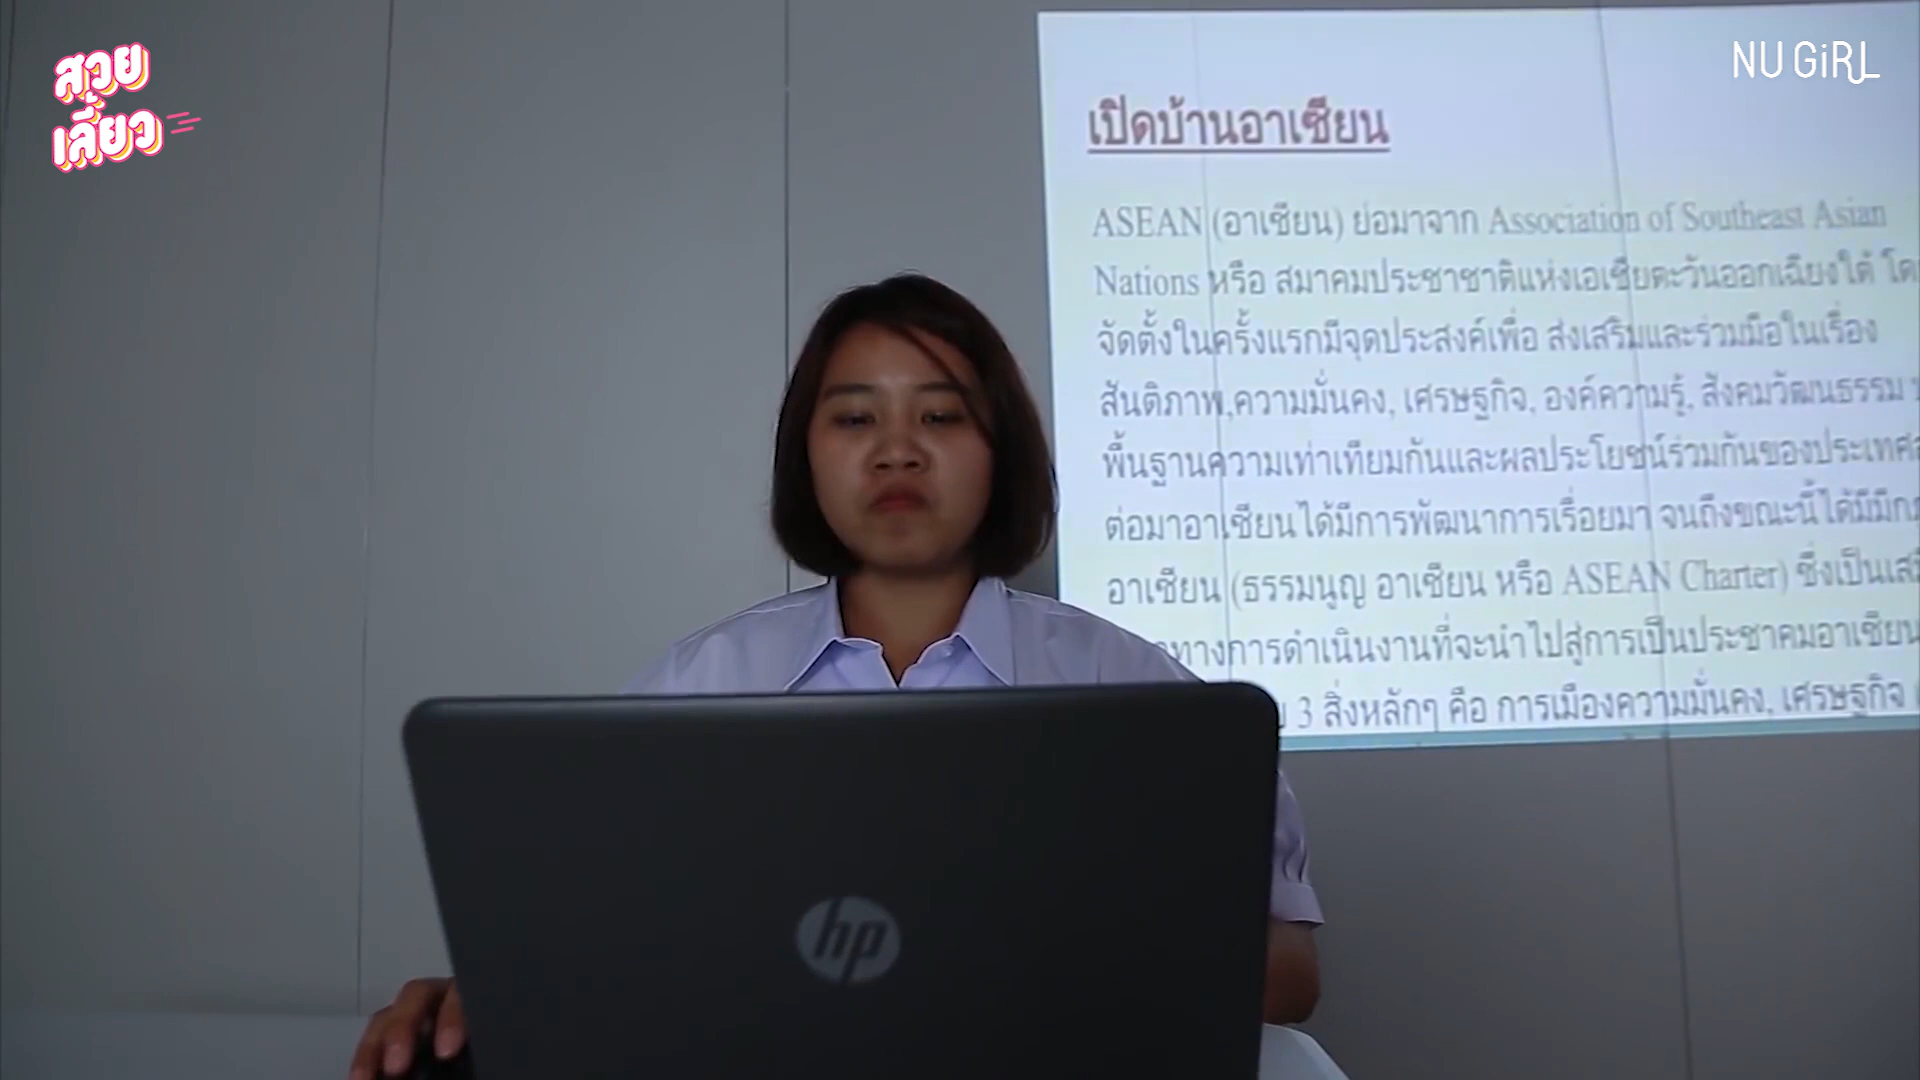 สวย
เลี้ยว
NU GiRL
เปิดบ้านอาเซียน
ASEAN (อาเซียน) ย่อมาจาก Association of Southeast Asian
Nations หรือ สมาคมประชาชาติแห่งเอเชียตะวันออกเฉียงใต้
จัดตั้งในครั้งแรกมีจุดประสงค์เพื่อ ส่งเสริมและร่วมมือในเรื่อง
สันติภาพ,ความมั่นคง, เศรษฐกิจ, องค์ความรู้, สังคมวัฒนธรรม
พื้นฐานความเท่าเทียมกันและผลประโยชน์ร่วมกันของประเทศ
ต่อมาอาเซียนได้มีการพัฒนาการเรื่อยมา จนถึงขณะนี้ได้มีมี
อาเซียน (ธรรมนูญ อาเซียน หรือ ASEAN Charter) ซึ่งเป็น
ทางการดำเนินงานที่จะนำไปสู่การเป็นประชาคมอาเซียน
3 สิ่งหลักๆ คือ การเมืองความมั่นคง, เศรษฐกิจ
hp